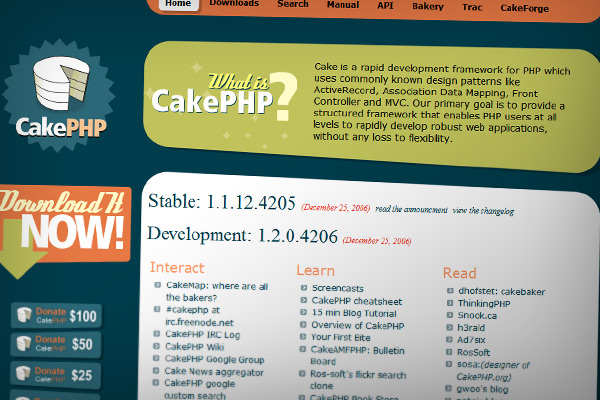 Home Downloads Search Manual API Bakery Trac CakeForge
CakePHP
What is
CakePHP?
Cake is a rapid development framework for PHP which
uses commonly known design patterns like
ActiveRecord, Association Data Mapping, Front
Controller and MVC. Our primary goal is to provide a
structured framework that enables PHP users at all
levels to rapidly develop robust web applications,
without any loss to flexibility.
Download It
NOW!
Donate
CakePHP $100
Donate
CakePHP $50
Donate
CakePHP $25
Donate
Stable: 1.1.12.4205 (December 25, 2006) read the announcment view the changelog
Development: 1.2.0.4206 (December 25, 2006)
Interact
CakeMap: where are all
the bakers?
#cakephp at
irc.freenode.net
CakePHP IRC Log
CakePHP Wiki
CakePHP Google Group
Cake News aggregator
CakePHP google
custom search
Learn
Screencasts
CakePHP cheatsheet
15 min Blog Tutorial
Overview of CakePHP
Your First Bite
CakeAMFPHP: Bulletin
Board
Ros-soft's flickr search
clone
CakePHP Book Store
Read
dhofstet: cakebaker
ThinkingPHP
Snook.ca
h3raid
Ad7six
RosSoft
sosa:(designer of
CakePHP.org)
gwoo's blog